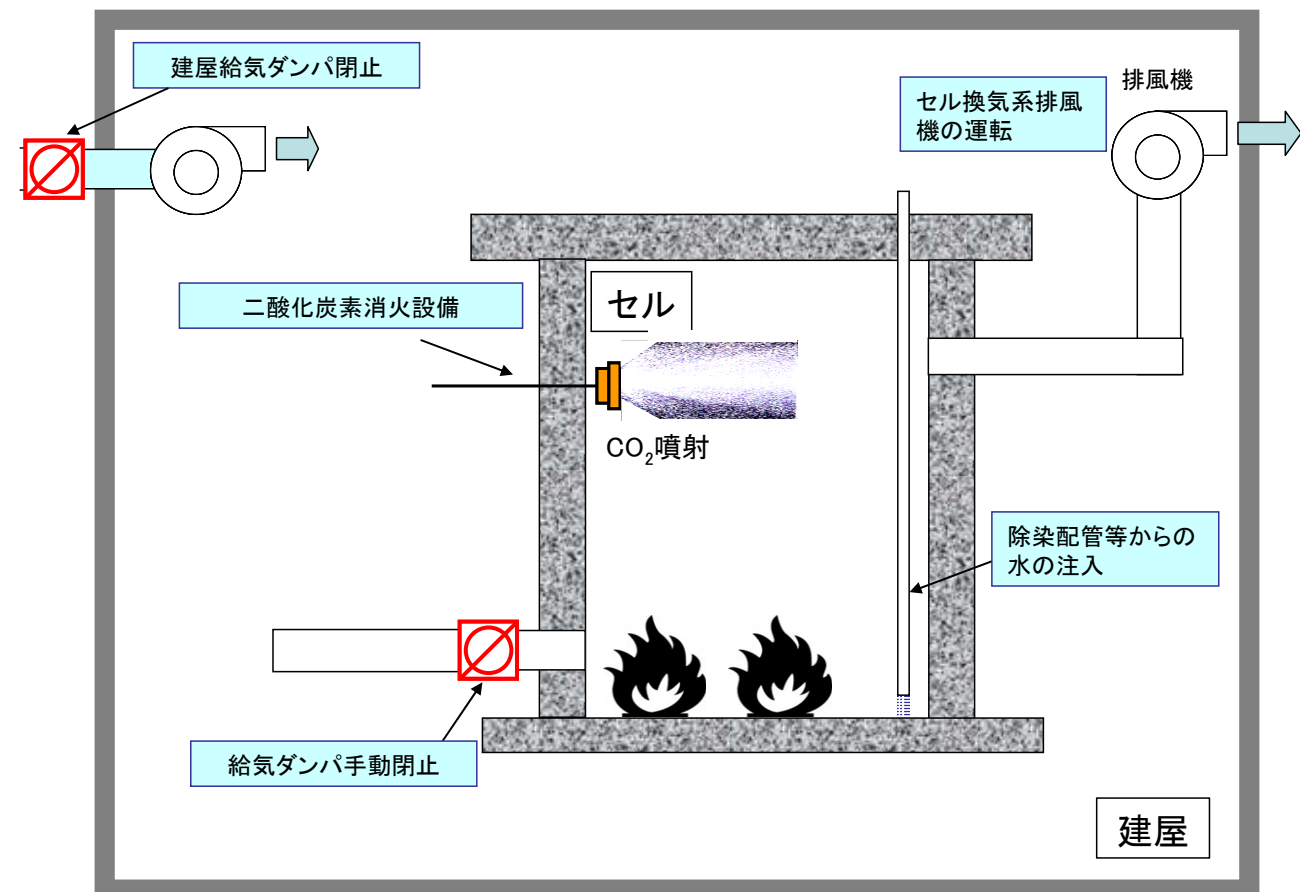 建屋給気ダンパ閉止
排風機
セル換気系排風
機の運転
二酸化炭素消火設備
セル
CO₂噴射
除染配管等からの
水の注入
給気ダンパ手動閉止
建屋